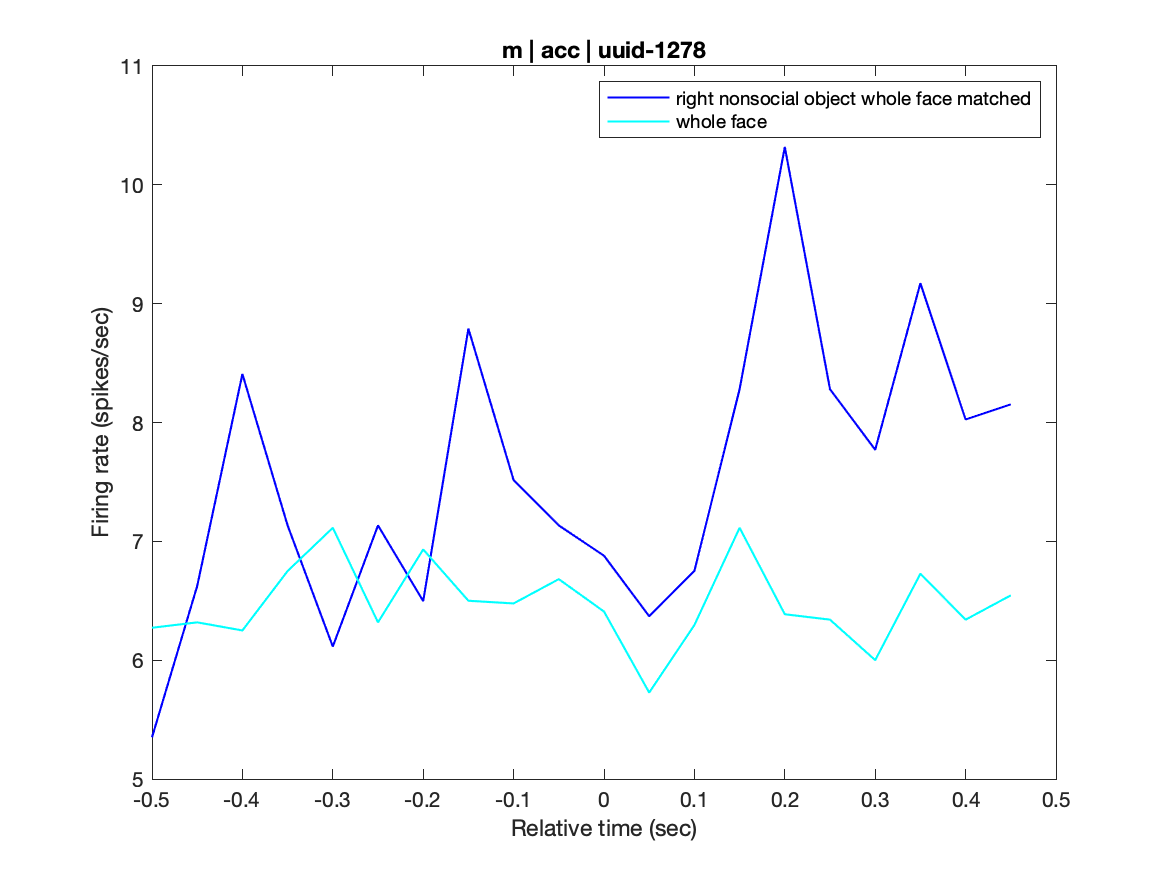 m | acc | uuid-1278
11
right nonsocial object whole face matched
whole face
10
9
8
7
6
5
Firing rate (spikes/sec)
-0.5 -0.4 -0.3 -0.2 -0.1 0 0.1 0.2 0.3 0.4 0.5
Relative time (sec)